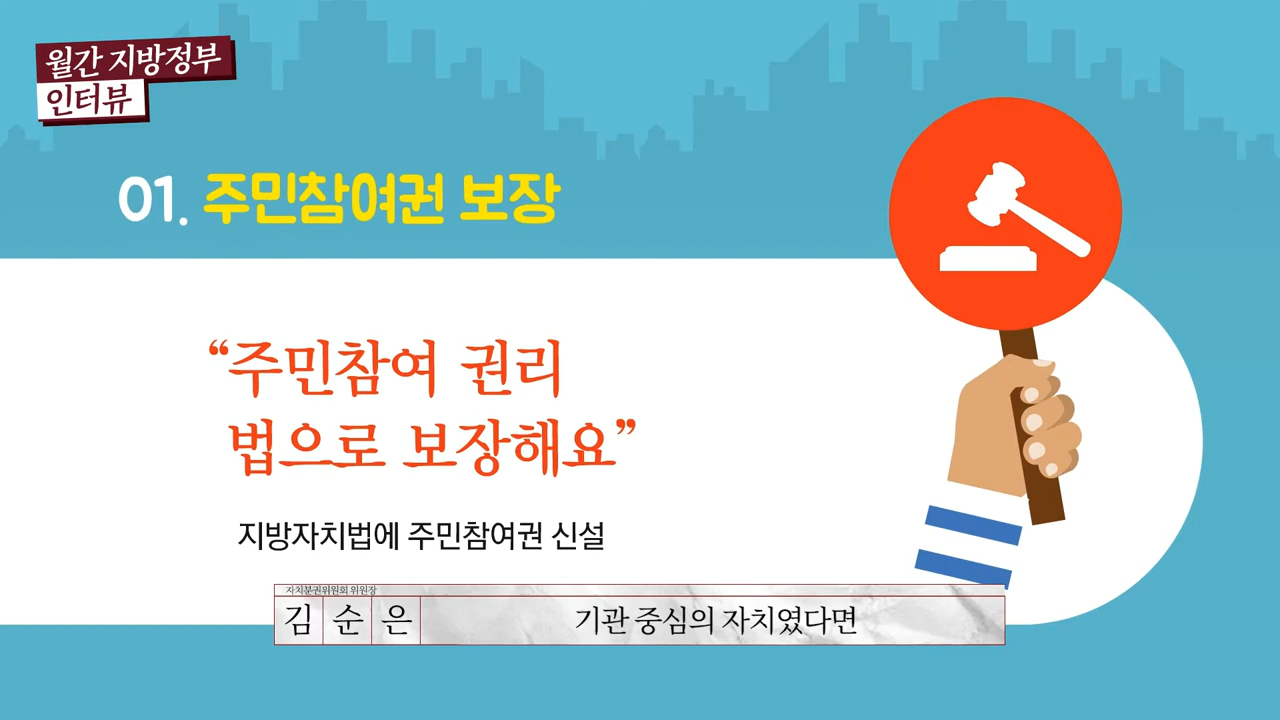 월간 지방정부
인터뷰
01. 주민참여권 보장
“주민참여 권리
법으로 보장해요”
지방자치법에 주민참여권 신설
자치분권위원회 위원장
김순은 기관 중심의 자치였다면